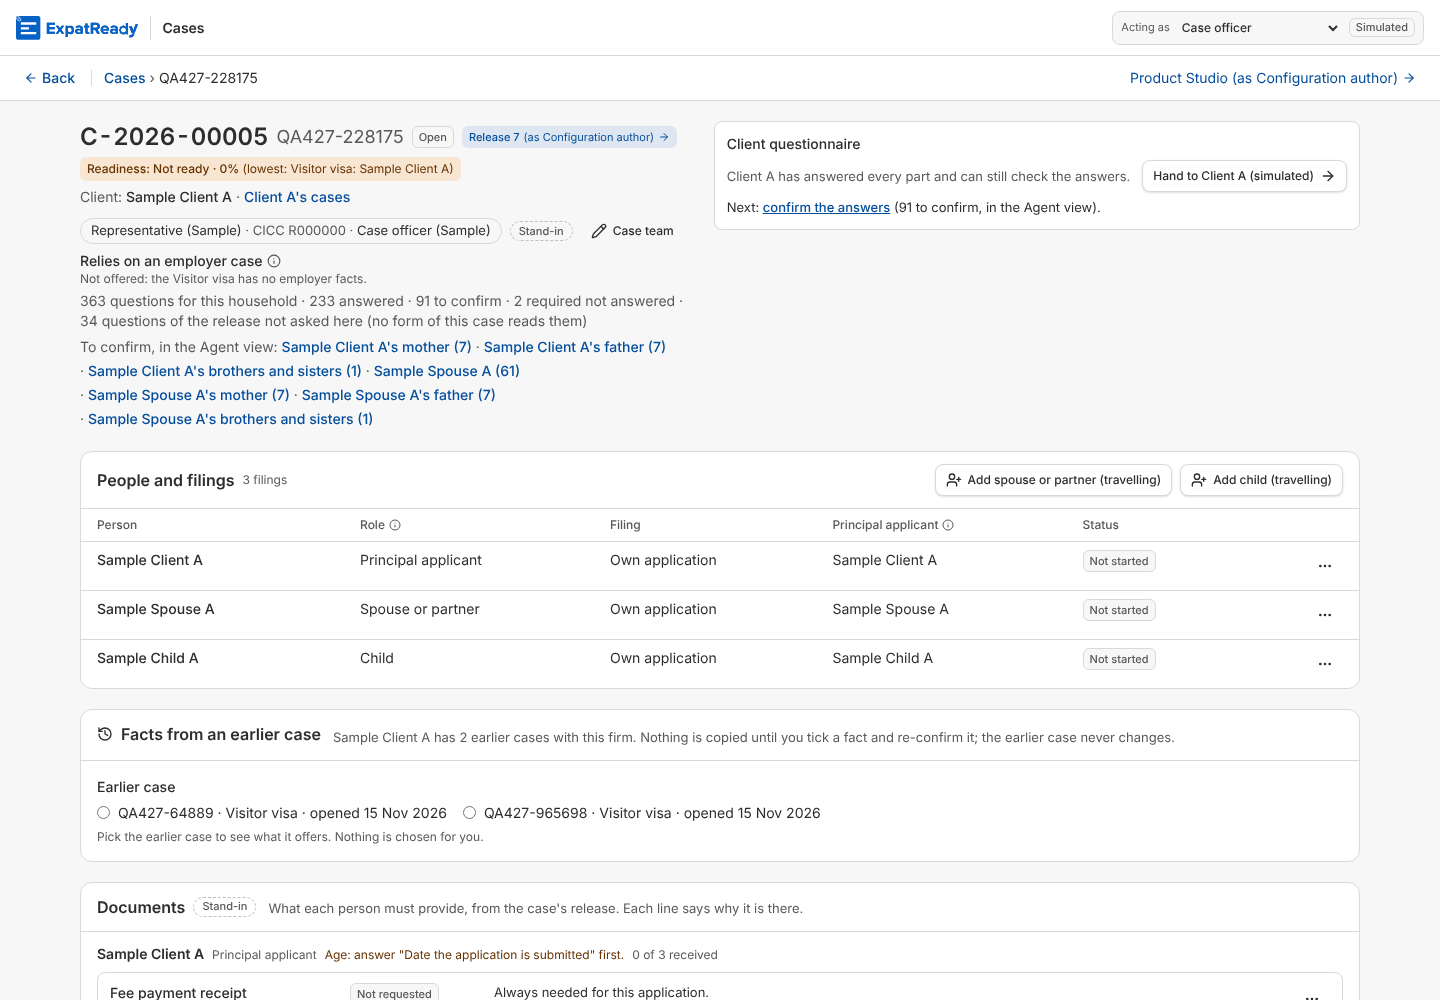 ExpatReady
Cases
Acting as Case officer Simulated
← Back
Cases › QA427-228175
Product Studio (as Configuration author) →
C-2026-00005 QA427-228175 Open Release 7 (as Configuration author) →
Readiness: Not ready · 0% (lowest: Visitor visa: Sample Client A)
Client: Sample Client A · Client A's cases
Representative (Sample) · CICC R000000 · Case officer (Sample) Stand-in Case team
Relies on an employer case
Not offered: the Visitor visa has no employer facts.
363 questions for this household · 233 answered · 91 to confirm · 2 required not answered ·
34 questions of the release not asked here (no form of this case reads them)
To confirm, in the Agent view: Sample Client A's mother (7) · Sample Client A's father (7)
· Sample Client A's brothers and sisters (1) · Sample Spouse A (61)
· Sample Spouse A's mother (7) · Sample Spouse A's father (7)
· Sample Spouse A's brothers and sisters (1)
Client questionnaire
Client A has answered every part and can still check the answers.
Hand to Client A (simulated) →
Next: confirm the answers (91 to confirm, in the Agent view).
People and filings 3 filings
Add spouse or partner (travelling)
Add child (travelling)
Person Role Filing Principal applicant Status
Sample Client A Principal applicant Own application Sample Client A Not started ...
Sample Spouse A Spouse or partner Own application Sample Spouse A Not started ...
Sample Child A Child Own application Sample Child A Not started ...
Facts from an earlier case Sample Client A has 2 earlier cases with this firm. Nothing is copied until you tick a fact and re-confirm it; the earlier case never changes.
Earlier case
QA427-64889 · Visitor visa · opened 15 Nov 2026 QA427-965698 · Visitor visa · opened 15 Nov 2026
Pick the earlier case to see what it offers. Nothing is chosen for you.
Documents Stand-in What each person must provide, from the case's release. Each line says why it is there.
Sample Client A Principal applicant Age: answer "Date the application is submitted" first. 0 of 3 received
Fee payment receipt Not requested Always needed for this application. ...